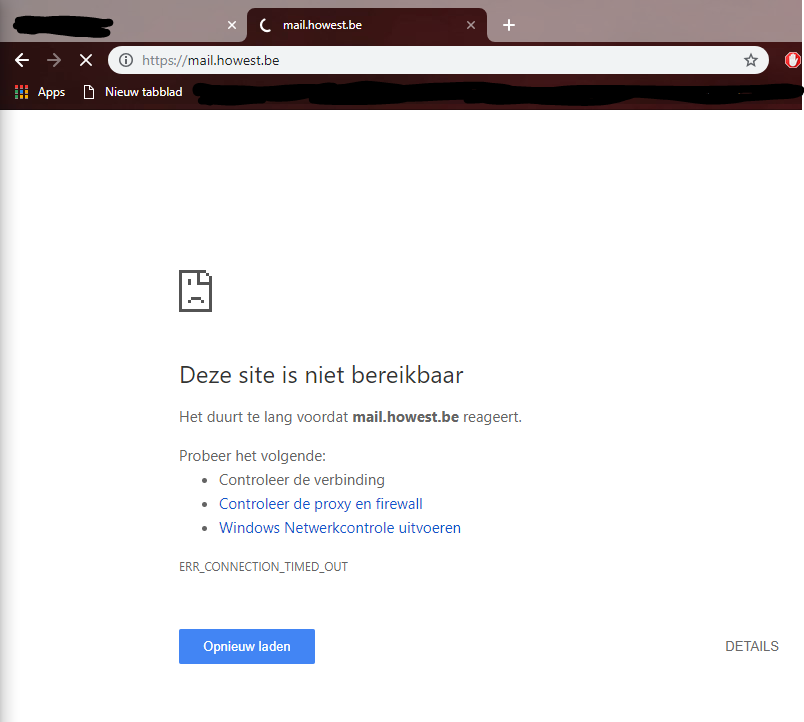 mail.howest.be
https://mail.howest.be
Apps
Nieuw tabblad
Deze site is niet bereikbaar
Het duurt te lang voordat mail.howest.be reageert.
Probeer het volgende:
Controleer de verbinding
Controleer de proxy en firewall
Windows Netwerkcontrole uitvoeren
ERR_CONNECTION_TIMED_OUT
Opnieuw laden
DETAILS